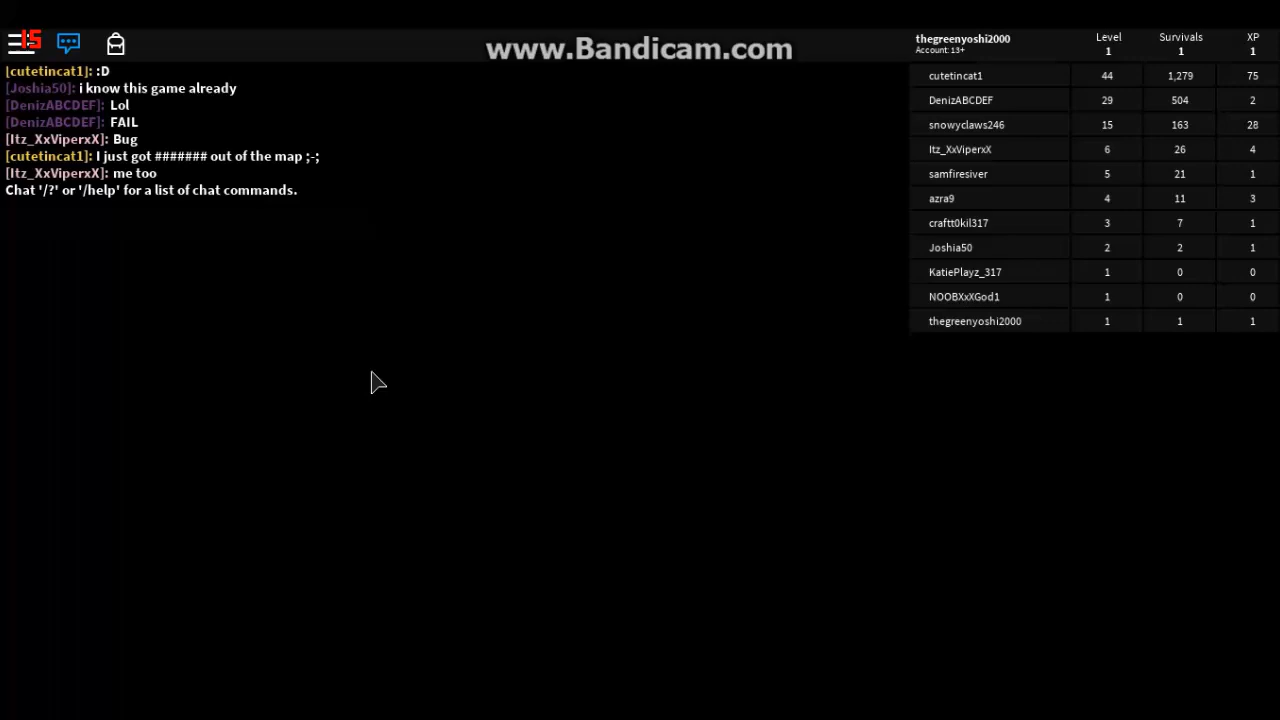 15
www.Bandicam.com
thegreenyoshi2000
Account: 13+
Level Survivals XP
1 1 1
[cutetincat1]: :D
[Joshia50]: i know this game already
[DenizABCDEF]: Lol
[DenizABCDEF]: FAIL
[Itz_XxViperxX]: Bug
[cutetincat1]: I just got ####### out of the map ;-;
[Itz_XxViperxX]: me too
Chat '/?' or '/help' for a list of chat commands.
cutetincat1 44 1,279 75
DenizABCDEF 29 504 2
snowyclaws246 15 163 28
Itz_XxViperxX 6 26 4
samfiresiver 5 21 1
azra9 4 11 3
craftt0kil317 3 7 1
Joshia50 2 2 1
KatiePlayz_317 1 0 0
NOOBXxXGod1 1 0 0
thegreenyoshi2000 1 1 1